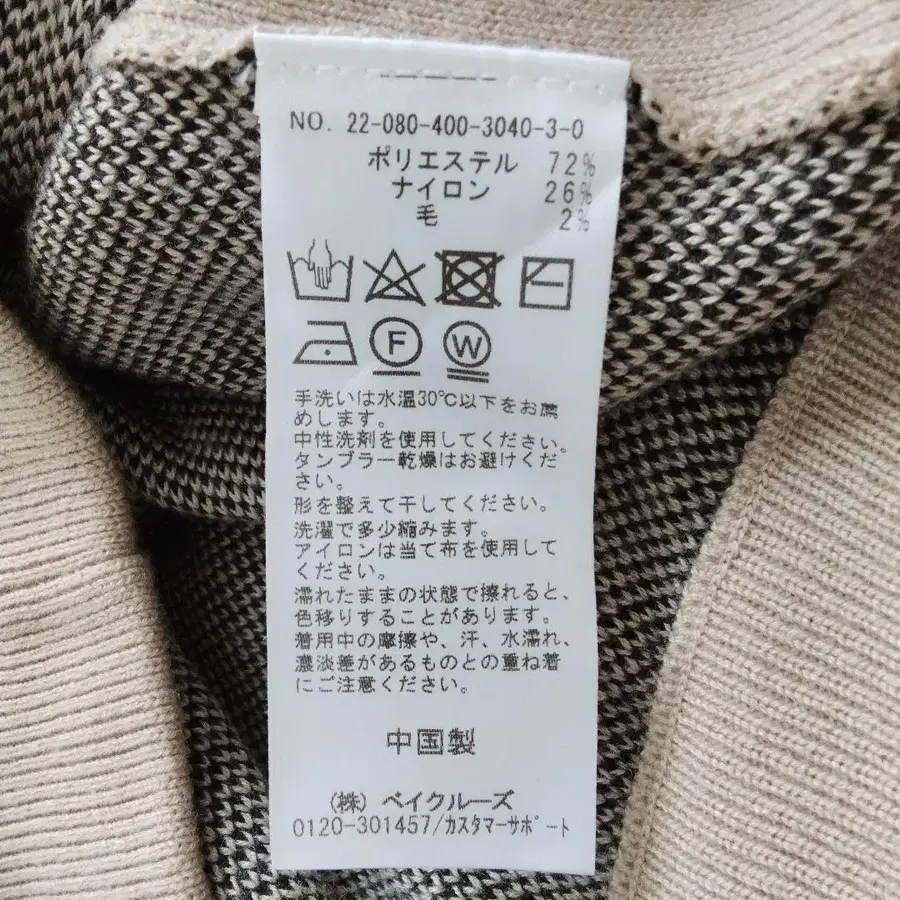 NO. 22-080-400-3040-3-0
ポリエステル 72%
ナイロン 26%
毛 2%
F W
手洗いは水温30℃以下をお薦
めします。
中性洗剤を使用してください。
タンブラー乾燥はお避けくだ
さい。
形を整えて干してください。
洗濯で多少縮みます。
アイロンは当て布を使用して
ください。
濡れたままの状態で擦れると、
色移りすることがあります。
着用中の摩擦や、汗、水濡れ、
濃淡差があるものとの重ね着
にご注意ください。
中国製
(株) ベイクルーズ
0120-301457/カスタマーサポート